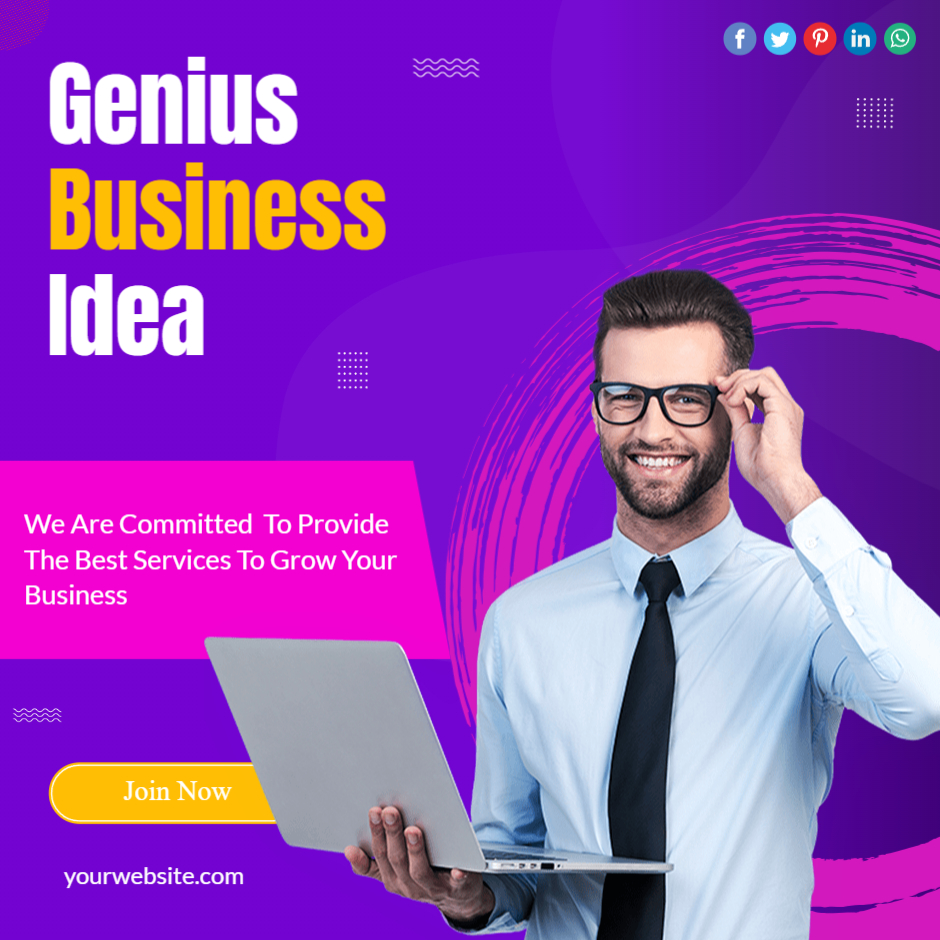 Genius
Business
Idea
We Are Committed  To Provide
The Best Services To Grow Your
Business
Join Now
yourwebsite.com